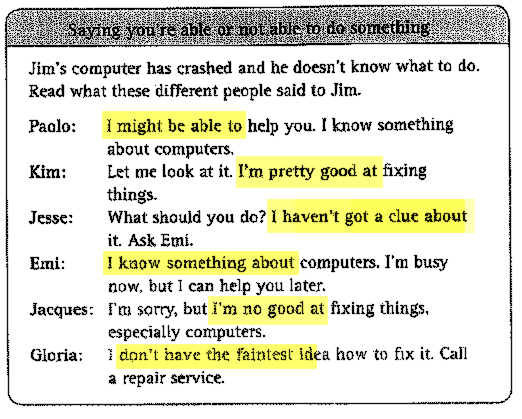 Saying you're able or not able to do something
Jim's computer has crashed and he doesn't know what to do.
Read what these different people said to Jim.
Paolo: I might be able to help you. I know something
about computers.
Kim: Let me look at it. I'm pretty good at fixing
things.
Jesse: What should you do? I haven't got a clue about
it. Ask Emi.
Emi: I know something about computers. I'm busy
now, but I can help you later.
Jacques: I'm sorry, but I'm no good at fixing things,
especially computers.
Gloria: I don't have the faintest idea how to fix it. Call
a repair service.